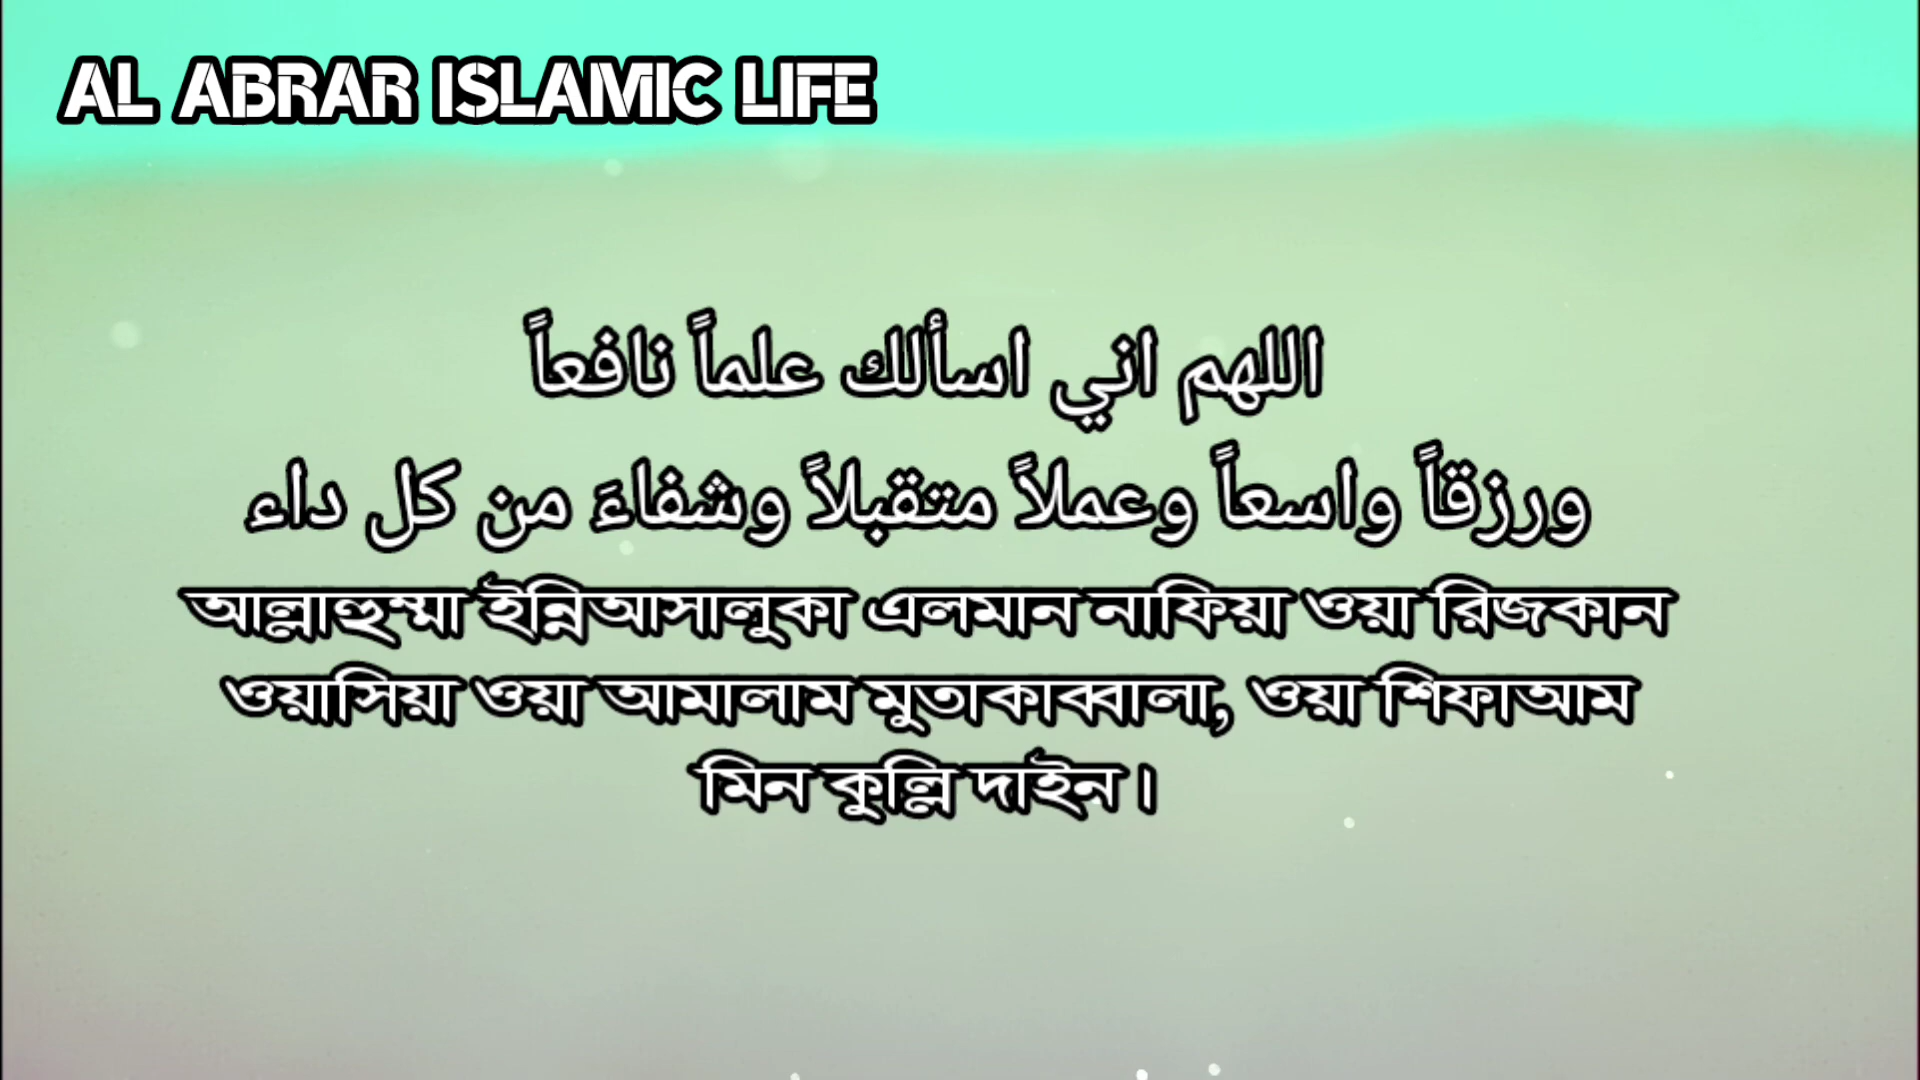 AL ABRAR ISLAMIC LIFE
اللهم اني اسألك علماً نافعاً
ورزقاً واسعاً وعملاً متقبلاً وشفاءَ من كل داء
আল্লাহুম্মা ইন্নিআসালুকা এলমান নাফিয়া ওয়া রিজকান
ওয়াসিয়া ওয়া আমালাম মুতাকাব্বালা, ওয়া শিফাআম
মিন কুল্লি দাইন।